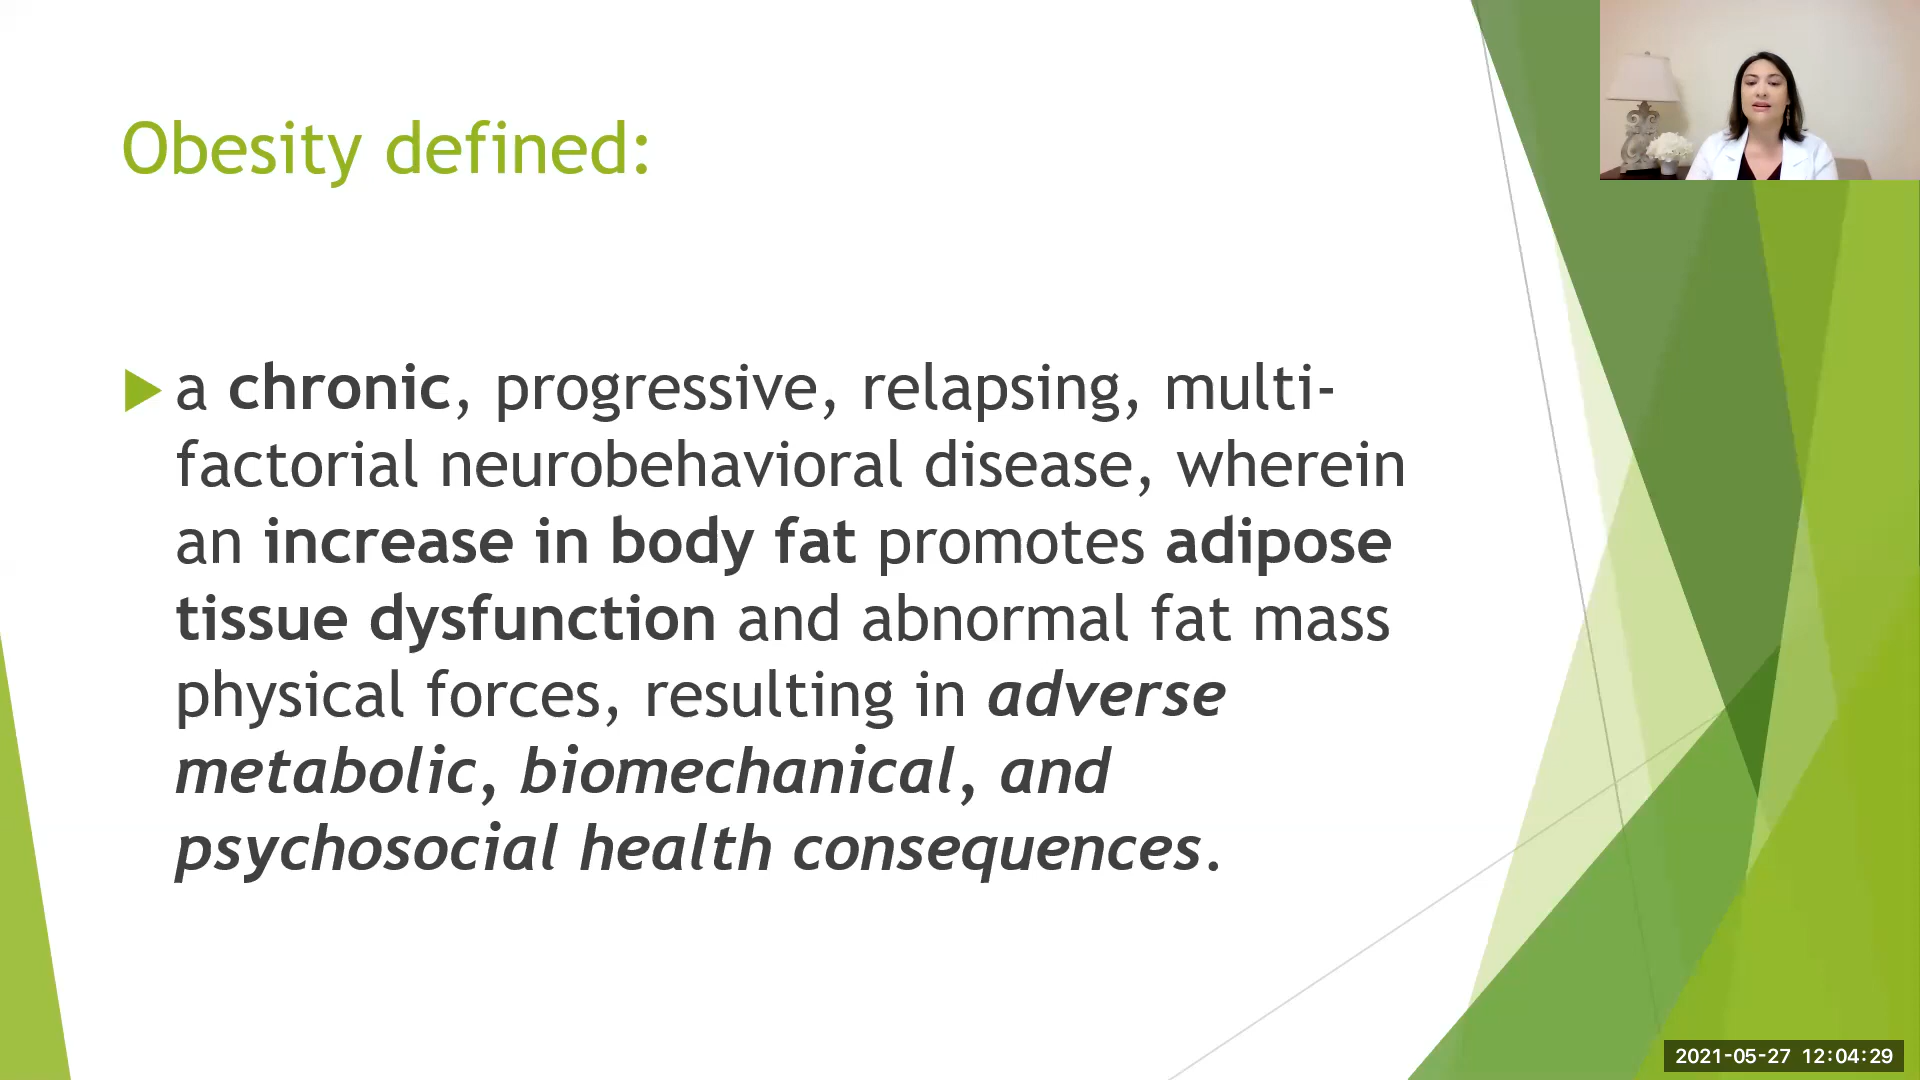 Obesity defined:
a chronic, progressive, relapsing, multi-
factorial neurobehavioral disease, wherein
an increase in body fat promotes adipose
tissue dysfunction and abnormal fat mass
physical forces, resulting in adverse
metabolic, biomechanical, and
psychosocial health consequences.
2021-05-27 12:04:29